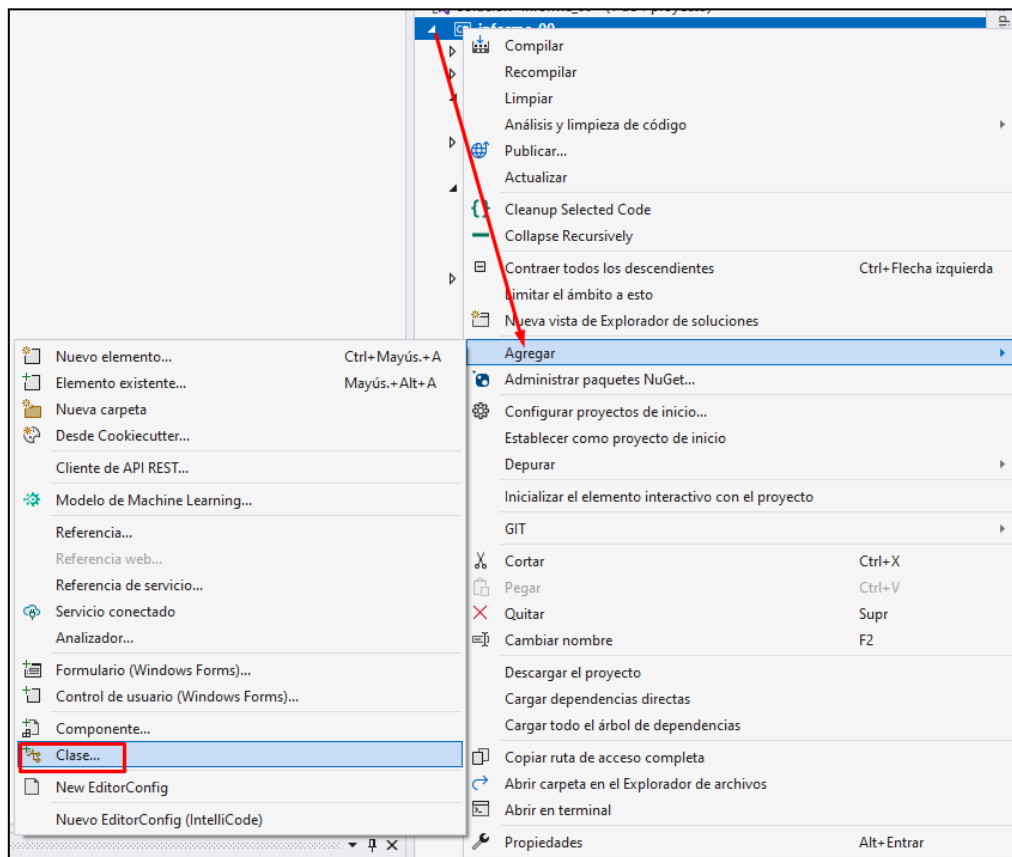 informe_00
Compilar
Recompilar
Limpiar
Análisis y limpieza de código
Publicar...
Actualizar
Cleanup Selected Code
Collapse Recursively
Contraer todos los descendientes Ctrl+Flecha izquierda
Limitar el ámbito a esto
Nueva vista de Explorador de soluciones
Agregar
Administrar paquetes NuGet...
Configurar proyectos de inicio...
Establecer como proyecto de inicio
Depurar
Inicializar el elemento interactivo con el proyecto
GIT
Cortar Ctrl+X
Pegar Ctrl+V
Quitar Supr
Cambiar nombre F2
Descargar el proyecto
Cargar dependencias directas
Cargar todo el árbol de dependencias
Copiar ruta de acceso completa
Abrir carpeta en el Explorador de archivos
Abrir en terminal
Propiedades Alt+Entrar
Nuevo elemento... Ctrl+Mayús.+A
Elemento existente... Mayús.+Alt+A
Nueva carpeta
Desde Cookiecutter...
Cliente de API REST...
Modelo de Machine Learning...
Referencia...
Referencia web...
Referencia de servicio...
Servicio conectado
Analizador...
Formulario (Windows Forms)...
Control de usuario (Windows Forms)...
Componente...
Clase...
New EditorConfig
Nuevo EditorConfig (IntelliCode)